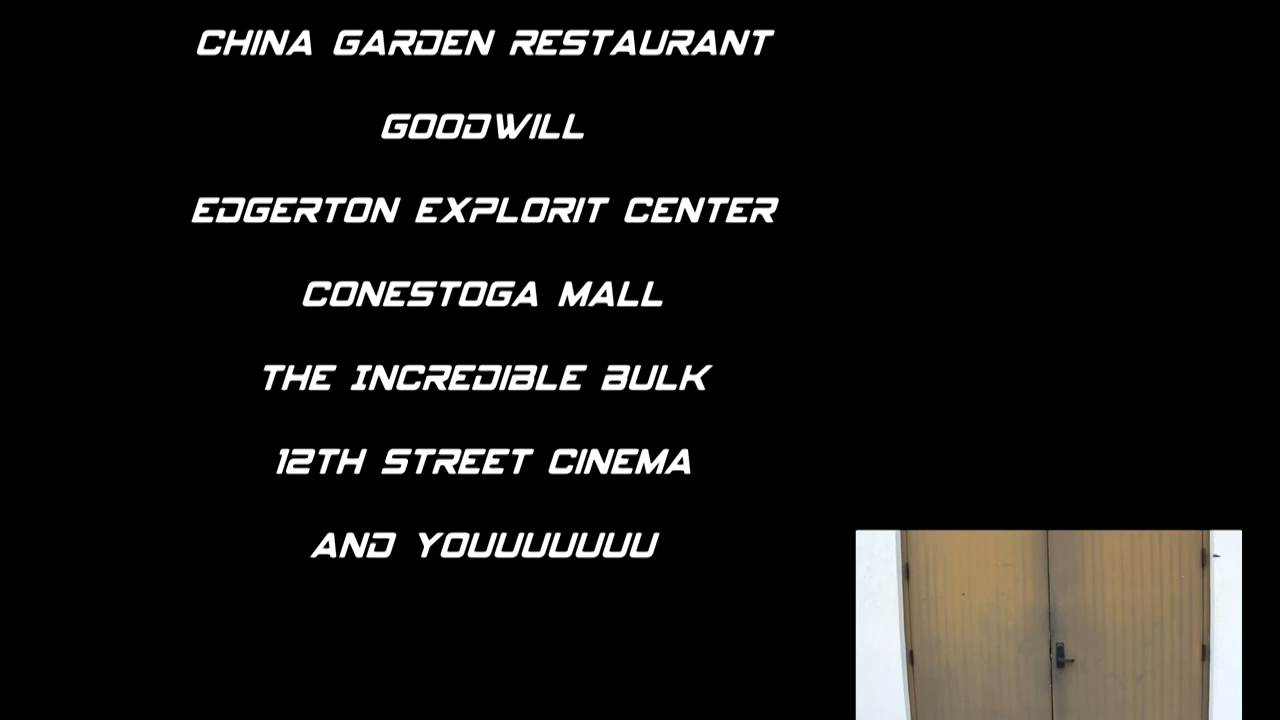 CHINA GARDEN RESTAURANT
GOODWILL
EDGERTON EXPLORIT CENTER
CONESTOGA MALL
THE INCREDIBLE BULK
12TH STREET CINEMA
AND YOUUUUUUU